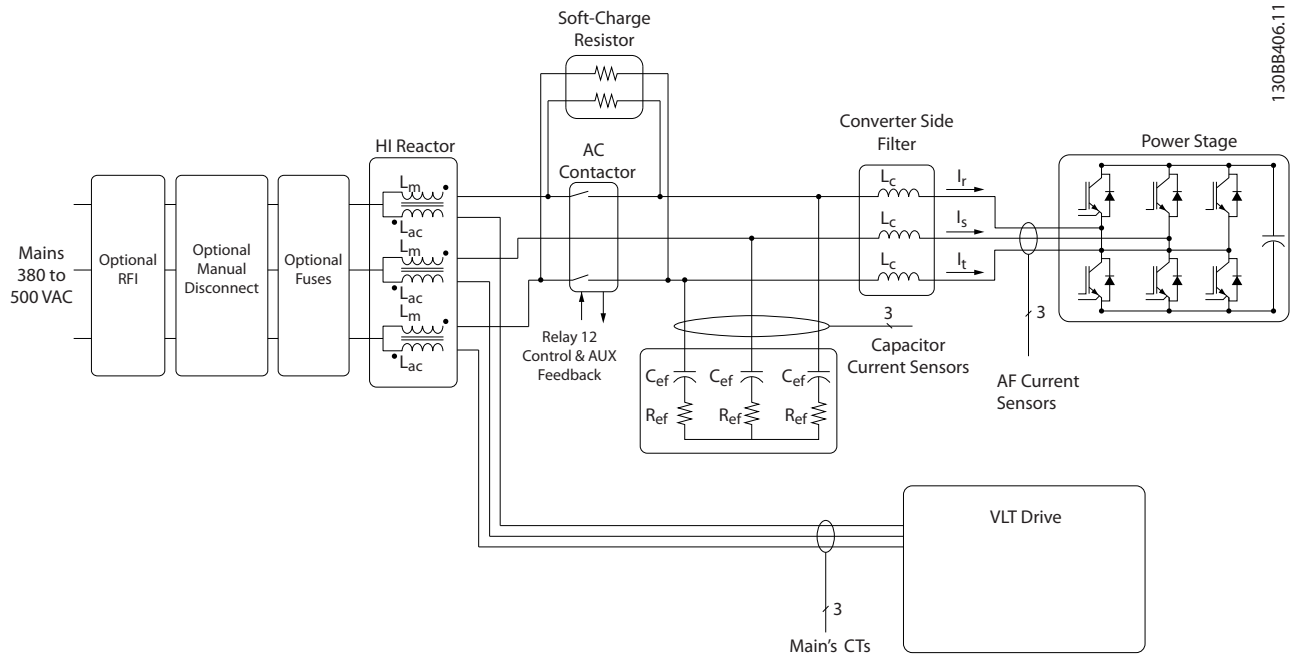 130BB406.11
Soft-Charge
Resistor
HI Reactor
AC
Contactor
Converter Side
Filter
Power Stage
Mains
380 to
500 VAC
Optional
RFI
Optional
Manual
Disconnect
Optional
Fuses
Lm
Lac
Lm
Lac
Lm
Lac
Relay 12
Control & AUX
Feedback
Lc
Lc
Lc
Ir
Is
It
3
Capacitor
Current Sensors
Cef
Cef
Cef
Ref
Ref
Ref
3
AF Current
Sensors
VLT Drive
3
Main's CTs